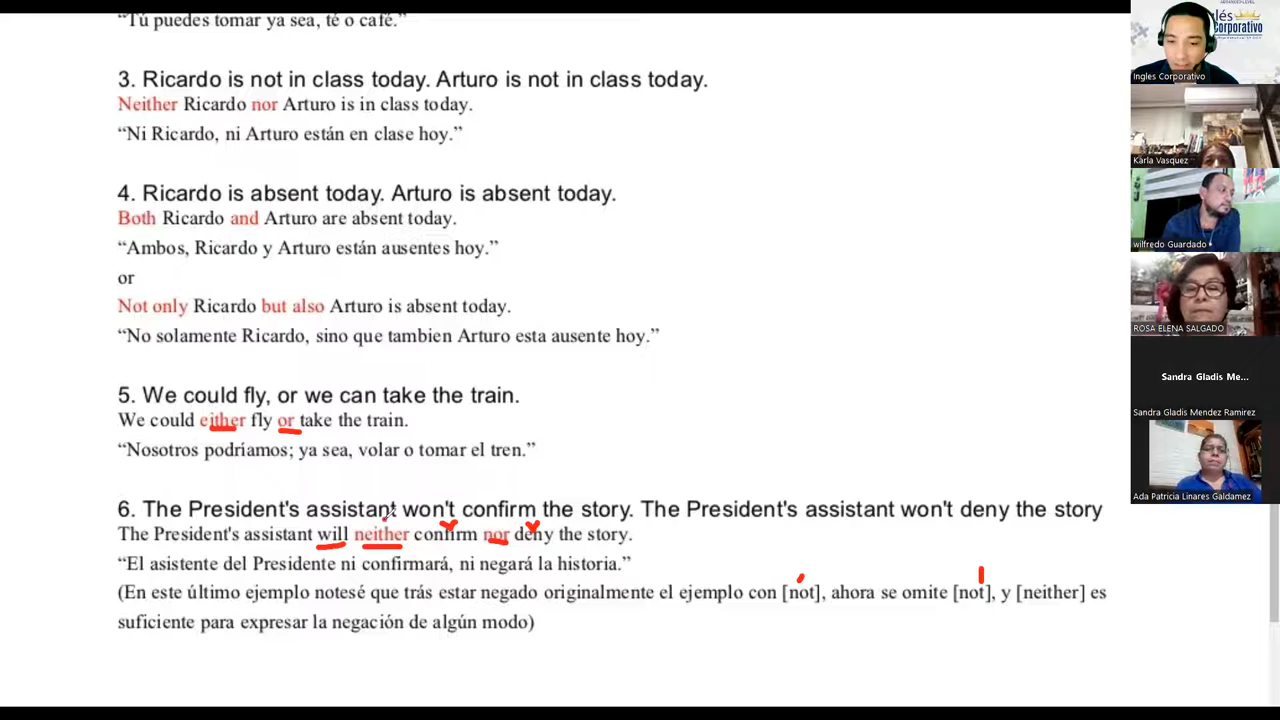 “Tú puedes tomar ya sea, té o café.”
3. Ricardo is not in class today. Arturo is not in class today.
Neither Ricardo nor Arturo is in class today.
“Ni Ricardo, ni Arturo están en clase hoy.”
4. Ricardo is absent today. Arturo is absent today.
Both Ricardo and Arturo are absent today.
“Ambos, Ricardo y Arturo están ausentes hoy.”
or
Not only Ricardo but also Arturo is absent today.
“No solamente Ricardo, sino que tambien Arturo esta ausente hoy.”
5. We could fly, or we can take the train.
We could either fly or take the train.
“Nosotros podríamos; ya sea, volar o tomar el tren.”
6. The President's assistant won't confirm the story. The President's assistant won't deny the story
The President's assistant will neither confirm nor deny the story.
“El asistente del Presidente ni confirmará, ni negará la historia.”
(En este último ejemplo notesé que trás estar negado originalmente el ejemplo con [not], ahora se omite [not], y [neither] es
suficiente para expresar la negación de algún modo)
lés
Corporativo
Ingles Corporativo
Karla Vasquez
wilfredo Guardado
ROSA ELENA SALGADO
Sandra Gladis Me...
Sandra Gladis Mendez Ramirez
Ada Patricia Linares Galdamez